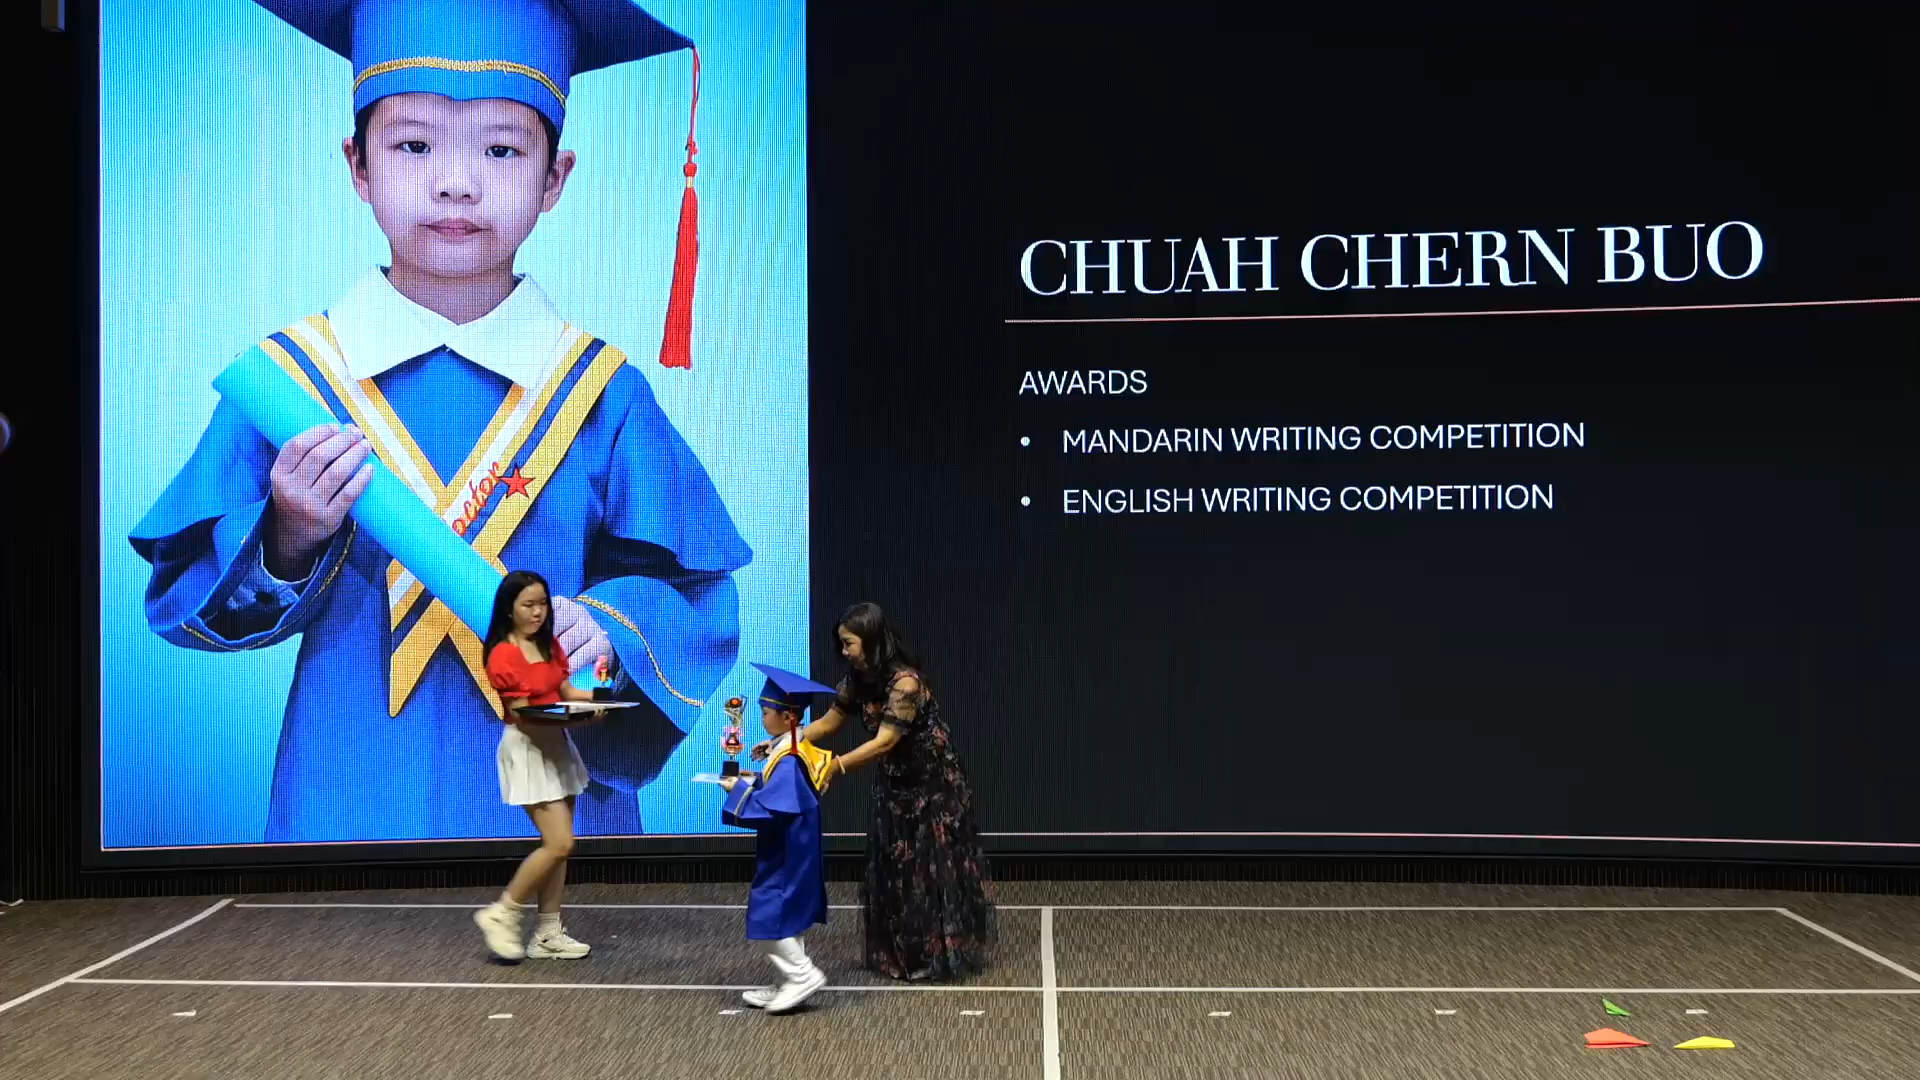 CHUAH CHERN BUO
AWARDS
• MANDARIN WRITING COMPETITION
• ENGLISH WRITING COMPETITION